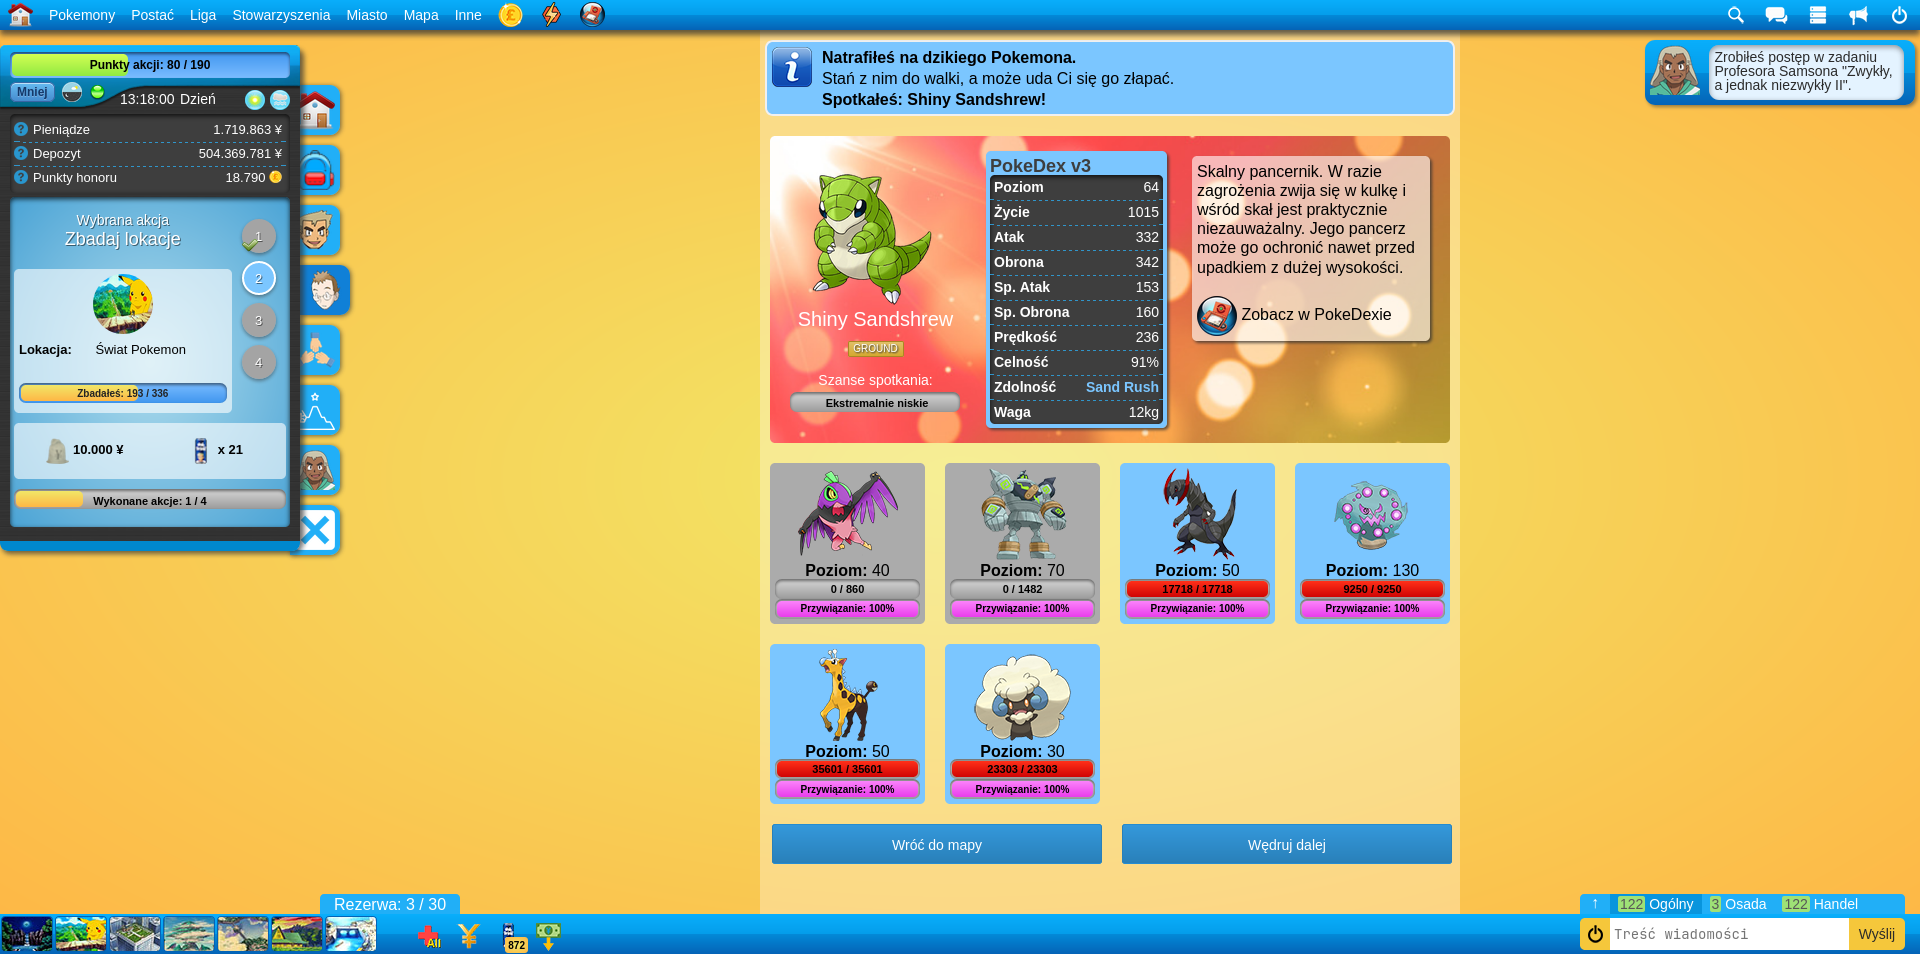 Pokemony Postać Liga Stowarzyszenia Miasto Mapa Inne
Punkty akcji: 80 / 190
Mniej
13:18:00 Dzień
Pieniądze 1.719.863 ¥
Depozyt 504.369.781 ¥
Punkty honoru 18.790
Wybrana akcja
Zbadaj lokacje
1
2
3
4
Lokacja: Świat Pokemon
Zbadałeś: 193 / 336
10.000 ¥ x 21
Wykonane akcje: 1 / 4
Natrafiłeś na dzikiego Pokemona.
Stań z nim do walki, a może uda Ci się go złapać.
Spotkałeś: Shiny Sandshrew!
Shiny Sandshrew
GROUND
Szanse spotkania:
Ekstremalnie niskie
PokeDex v3
Poziom 64
Życie 1015
Atak 332
Obrona 342
Sp. Atak 153
Sp. Obrona 160
Prędkość 236
Celność 91%
Zdolność Sand Rush
Waga 12kg
Skalny pancernik. W razie
zagrożenia zwija się w kulkę i
wśród skał jest praktycznie
niezauważalny. Jego pancerz
może go ochronić nawet przed
upadkiem z dużej wysokości.
Zobacz w PokeDexie
Poziom: 40
0 / 860
Przywiązanie: 100%
Poziom: 70
0 / 1482
Przywiązanie: 100%
Poziom: 50
17718 / 17718
Przywiązanie: 100%
Poziom: 130
9250 / 9250
Przywiązanie: 100%
Poziom: 50
35601 / 35601
Przywiązanie: 100%
Poziom: 30
23303 / 23303
Przywiązanie: 100%
Wróć do mapy
Wędruj dalej
Zrobiłeś postęp w zadaniu
Profesora Samsona "Zwykły,
a jednak niezwykły II".
Rezerwa: 3 / 30
All
872
↑ 122 Ogólny 3 Osada 122 Handel
Treść wiadomości
Wyślij